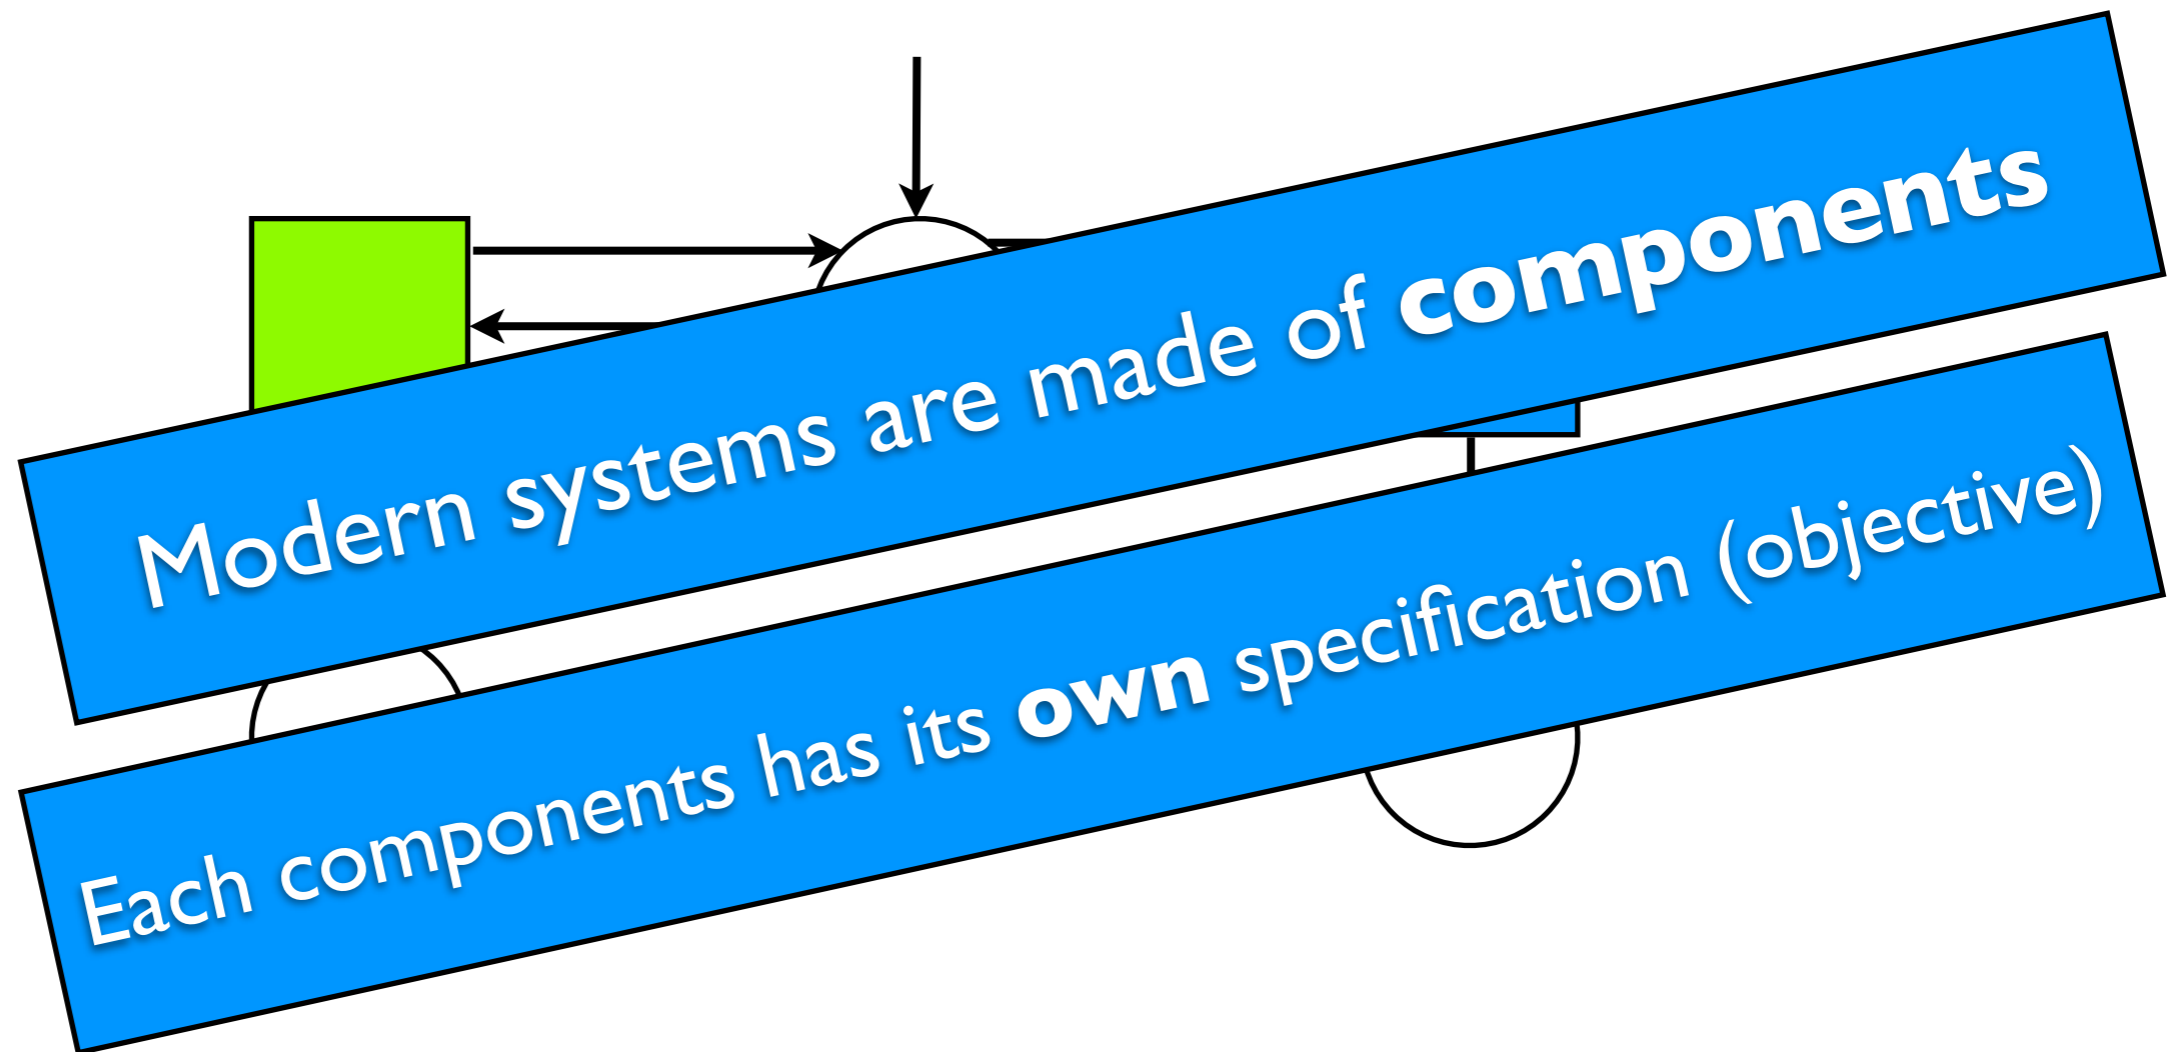 Modern systems are made of components
Each components has its own specification (objective)